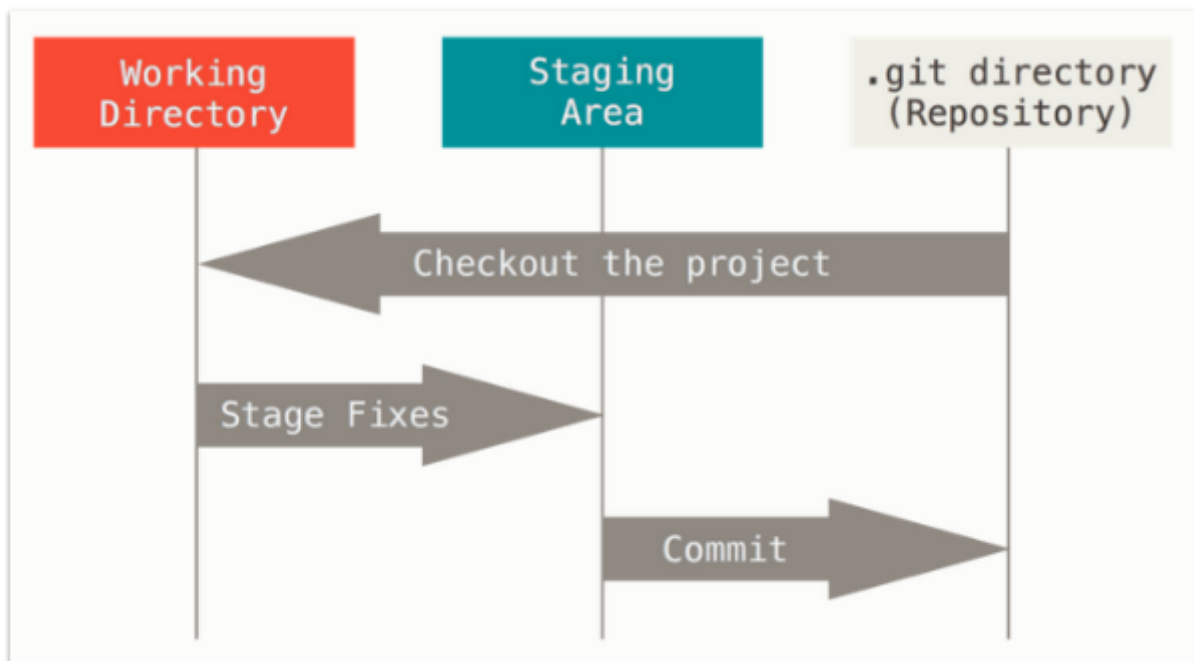 Working
Directory
Staging
Area
.git directory
(Repository)
Checkout the project
Stage Fixes
Commit